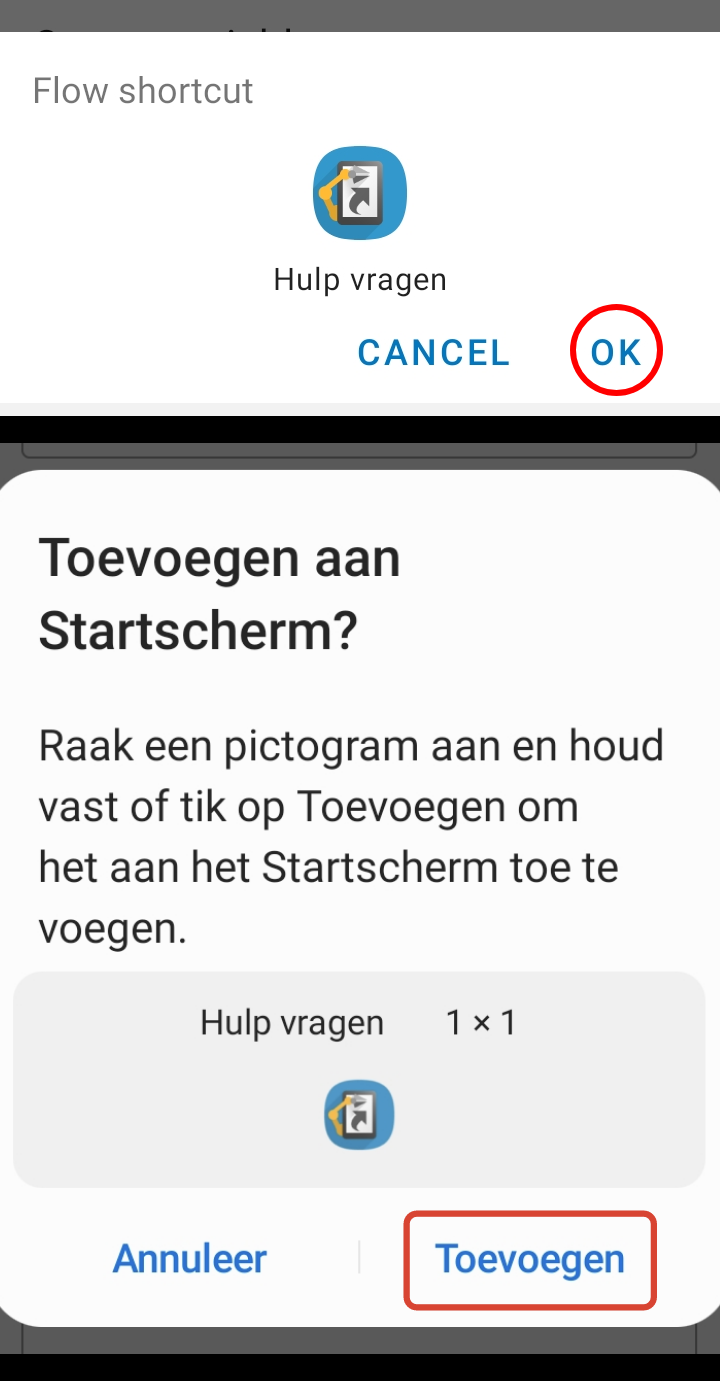 Flow shortcut
Hulp vragen
CANCEL OK
Toevoegen aan
Startscherm?
Raak een pictogram aan en houd
vast of tik op Toevoegen om
het aan het Startscherm toe te
voegen.
Hulp vragen 1 × 1
Annuleer Toevoegen